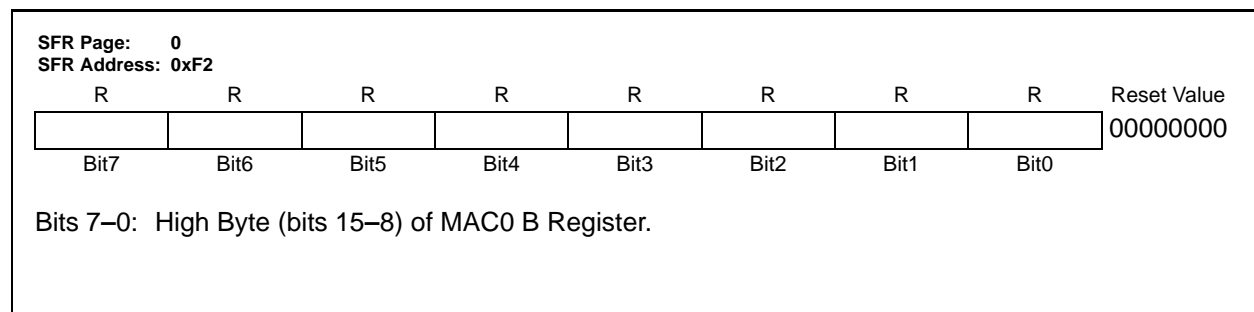 SFR Page: 0
SFR Address: 0xF2
R R R R R R R R Reset Value
00000000
Bit7 Bit6 Bit5 Bit4 Bit3 Bit2 Bit1 Bit0
Bits 7–0: High Byte (bits 15–8) of MAC0 B Register.